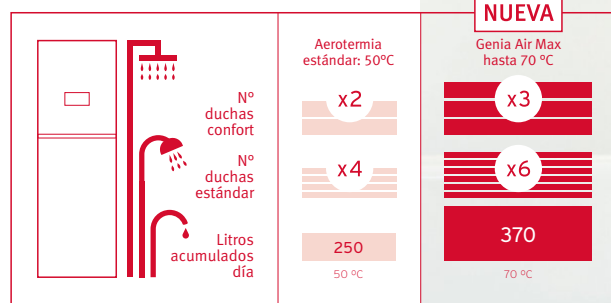 NUEVA
Aerotermia
estándar: 50ºC
Genia Air Max
hasta 70 ºC
Nº
duchas
confort
x2
x3
Nº
duchas
estándar
x4
x6
Litros
acumulados
día
250
370
50 ºC
70 ºC